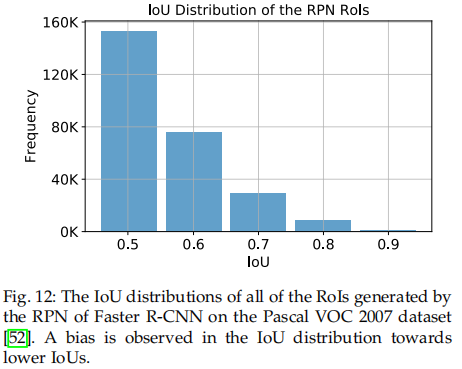 IoU Distribution of the RPN RoIs
160K
120K
80K
40K
0K
Frequency
0.5 0.6 0.7 0.8 0.9
IoU
Fig. 12: The IoU distributions of all of the RoIs generated by
the RPN of Faster R-CNN on the Pascal VOC 2007 dataset
[52]. A bias is observed in the IoU distribution towards
lower IoUs.